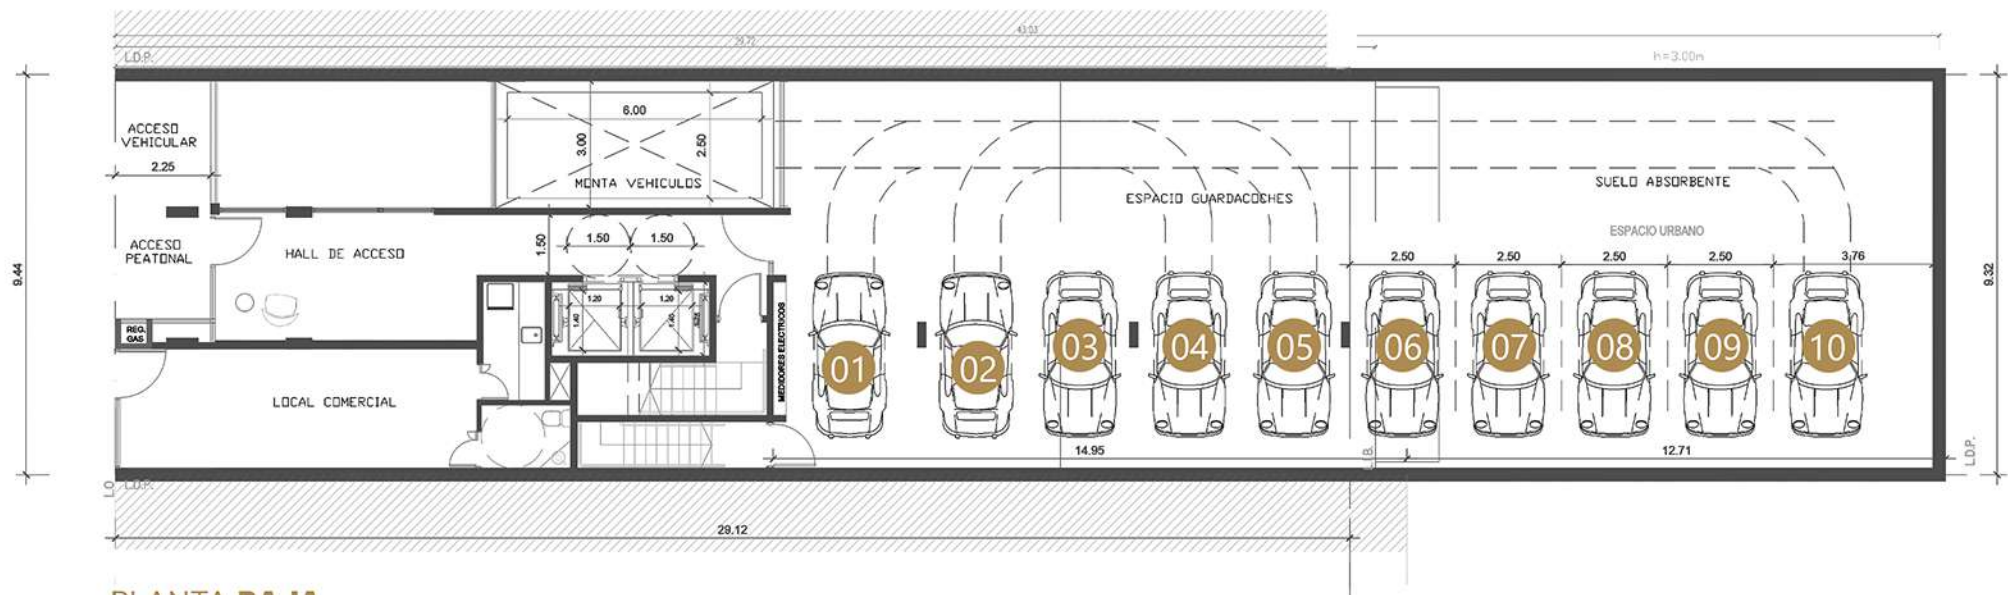 43.03
29.72
L.D.P.
h=3.00m
ACCESO
VEHICULAR
2.25
6.00
3.00
2.50
MONTA VEHICULOS
ESPACIO GUARDACOCHES
SUELO ABSORBENTE
ESPACIO URBANO
ACCESO
PEATONAL
HALL DE ACCESO
1.50
1.50
1.50
2.50
2.50
2.50
2.50
3.76
9.44
9.32
1.20
1.20
1.40
1.40
REG.
GAS
MEDIDORES ELECTRICOS
01
02
03
04
05
06
07
08
09
10
LOCAL COMERCIAL
14.95
12.71
L.D.P.
L.O
L.D.P.
29.12
PLANTA BAJA